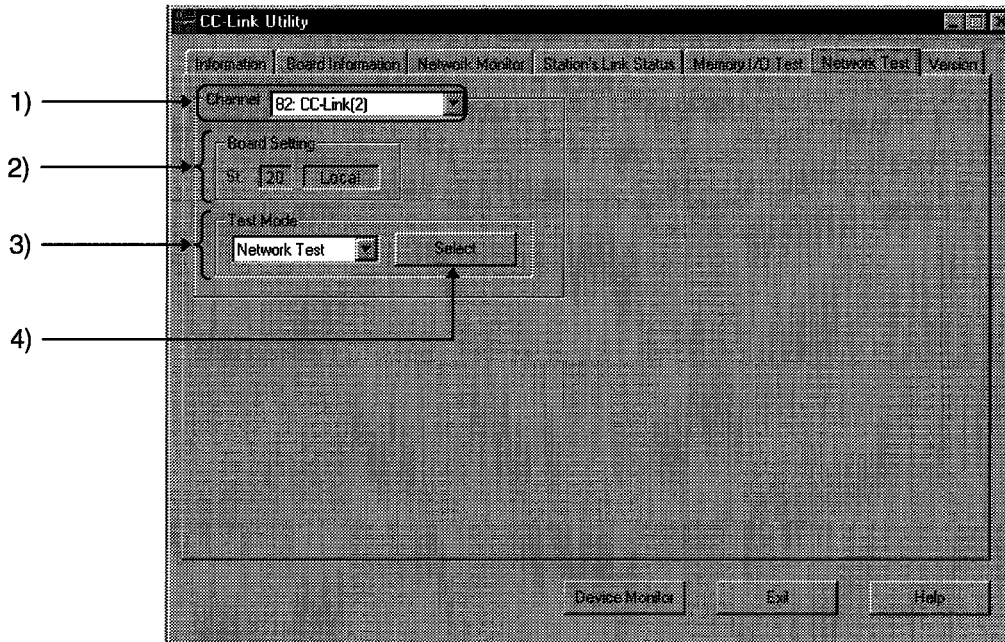 CC-Link Utility
Information Board Information Network Monitor Station's Link Status Memory I/O Test Network Test Version
1) Channel 82: CC-Link(2)
Board Setting
2) St. 20 Local
Test Mode
3) Network Test Select
4)
Device Monitor Exit Help